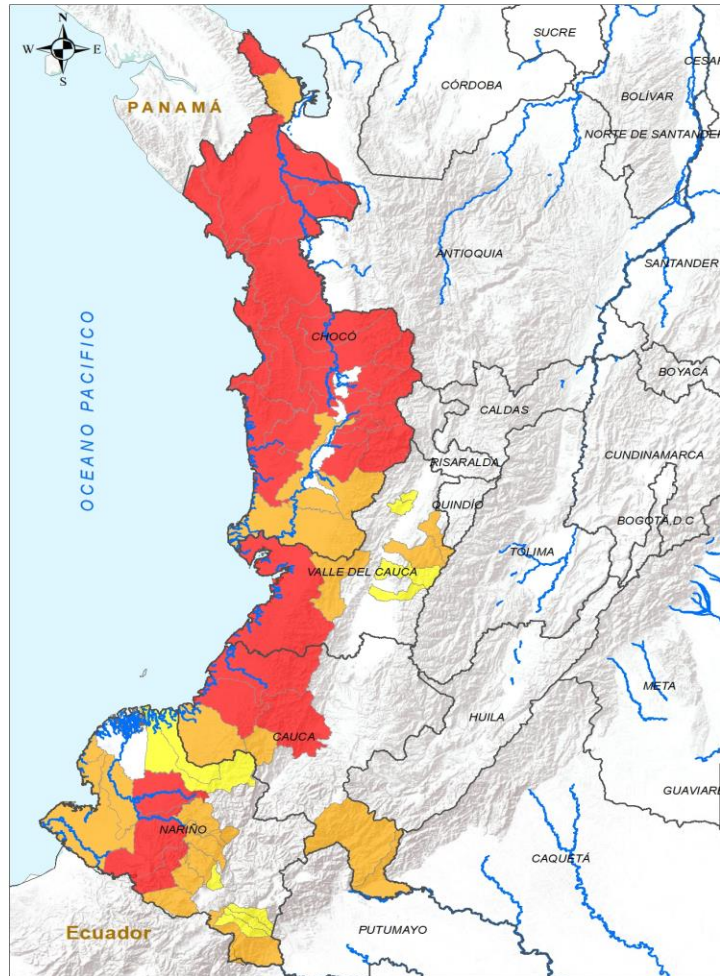 N
W E
S
SUCRE
CESAR
CÓRDOBA
BOLÍVAR
PANAMÁ
NORTE DE SANTANDER
ANTIOQUIA
SANTANDER
OCEANO PACIFICO
CHOCÓ
BOYACÁ
CALDAS
CUNDINAMARCA
RISARALDA
QUINDÍO
BOGOTÁ, D.C
TOLIMA
VALLE DEL CAUCA
META
HUILA
CAUCA
GUAVIARE
NARIÑO
CAQUETÁ
Ecuador
PUTUMAYO